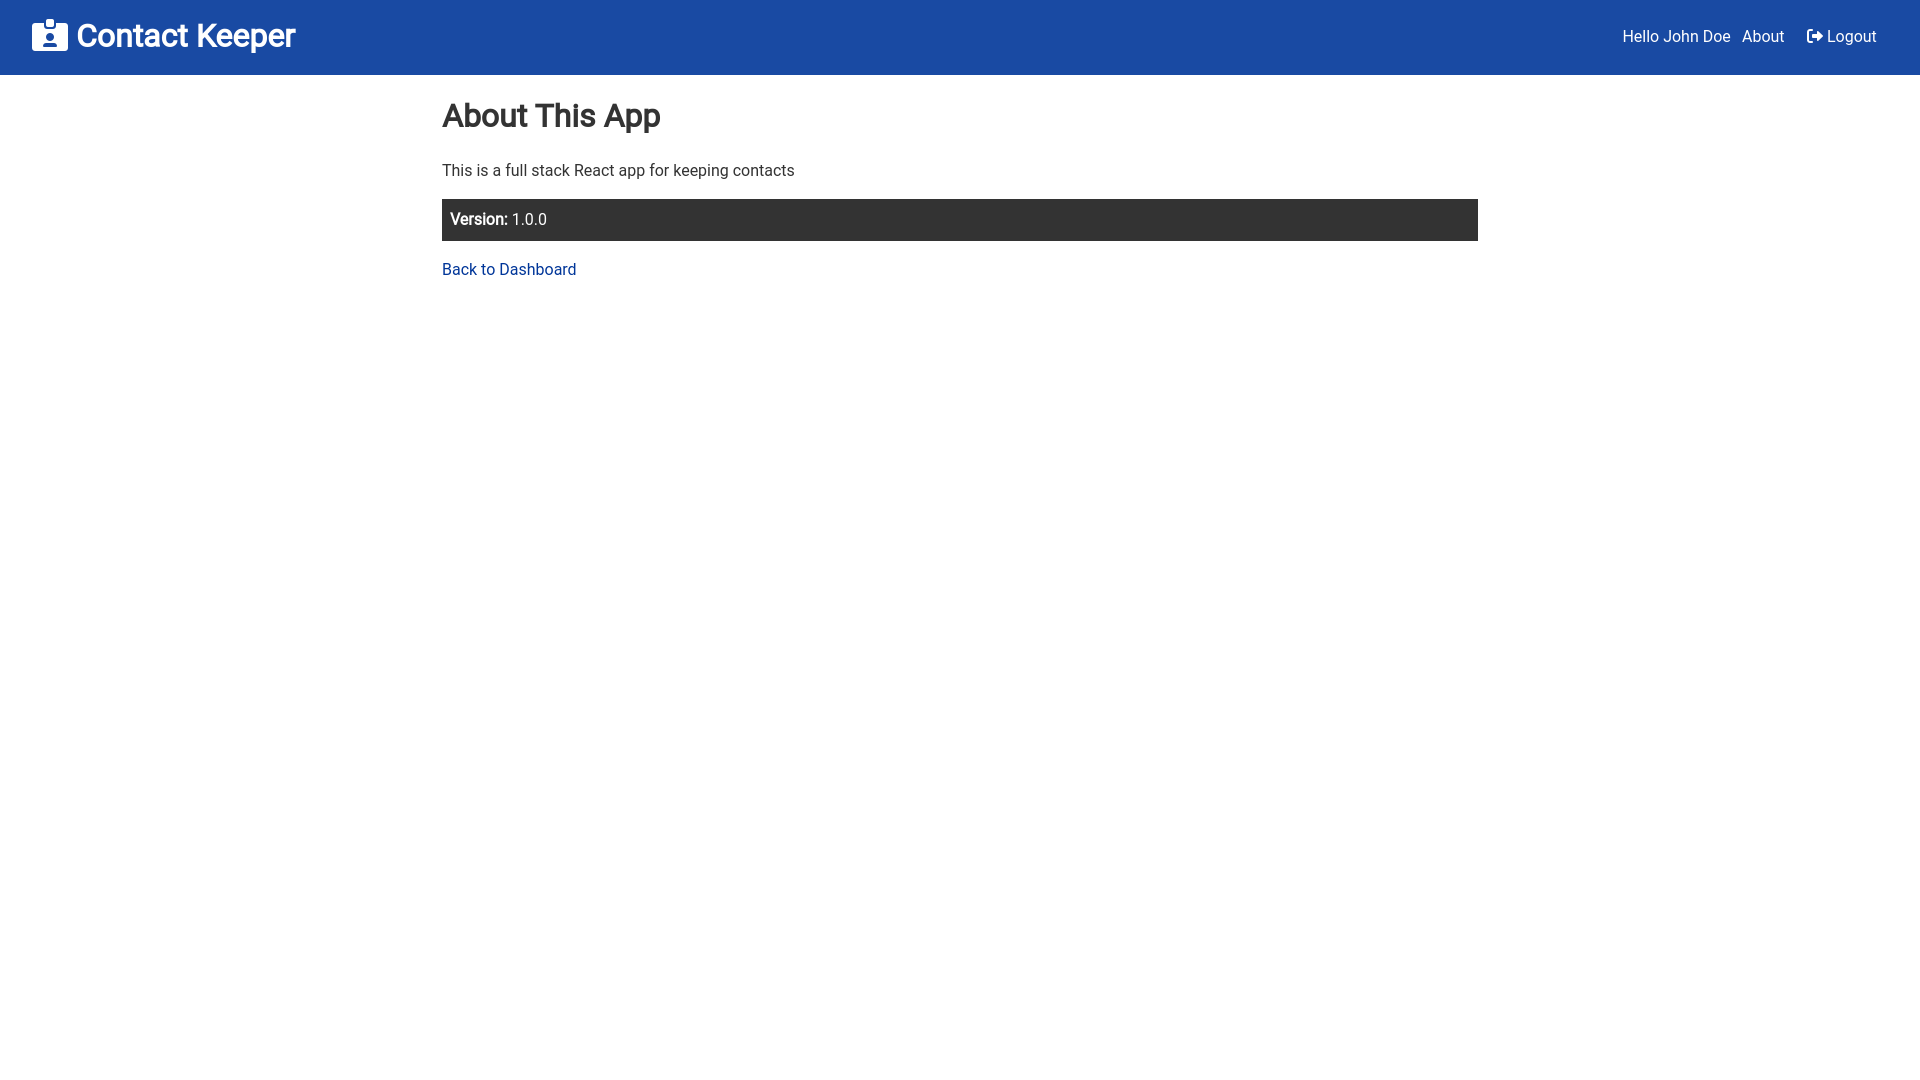 Contact Keeper
Hello John Doe About Logout
About This App
This is a full stack React app for keeping contacts
Version: 1.0.0
Back to Dashboard